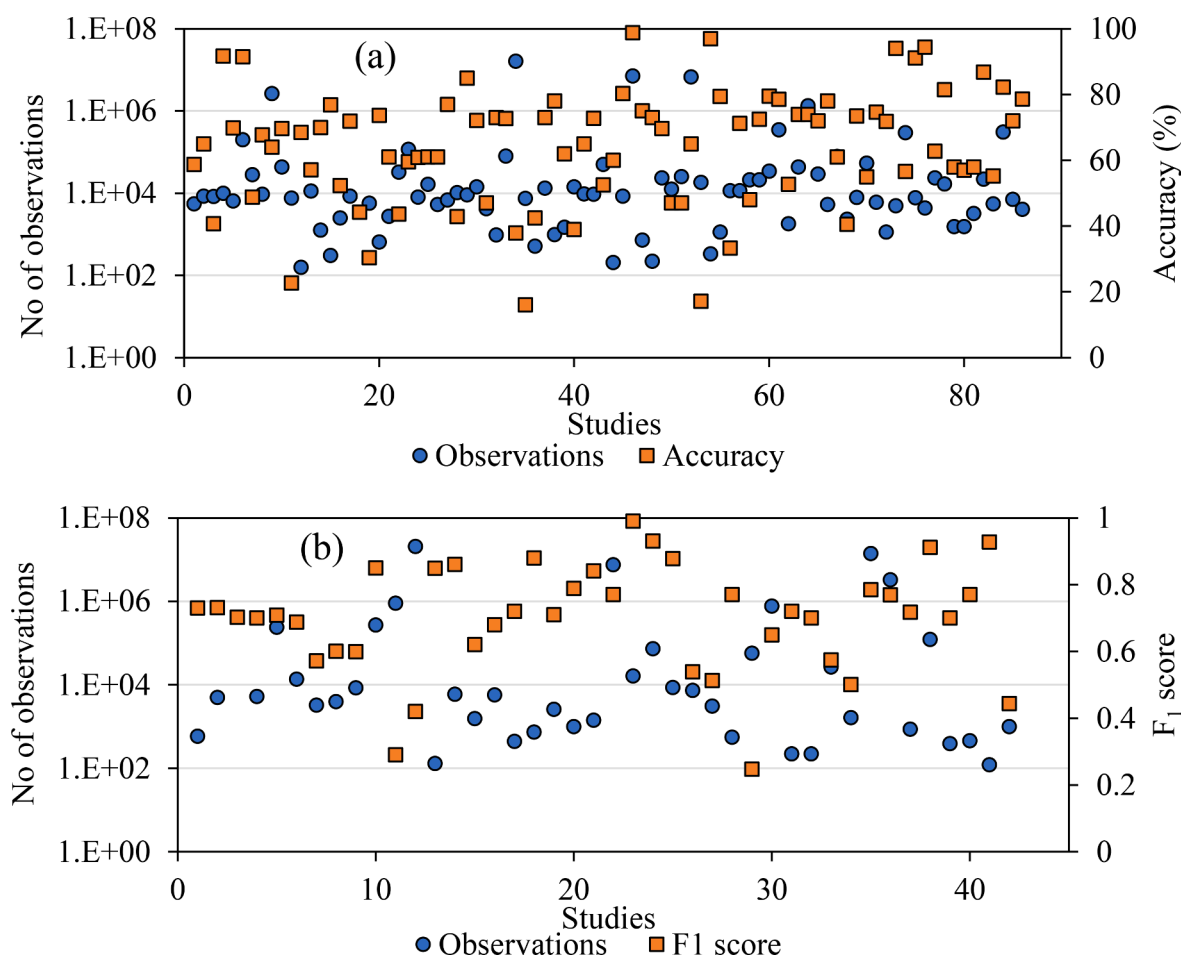 (a)
No of observations
1.E+08
1.E+06
1.E+04
1.E+02
1.E+00
100
80
60
40
20
0
Accuracy (%)
0 20 40 60 80
Studies
Observations Accuracy
(b)
No of observations
1.E+08
1.E+06
1.E+04
1.E+02
1.E+00
1
0.8
0.6
0.4
0.2
0
F₁ score
0 10 20 30 40
Studies
Observations F1 score